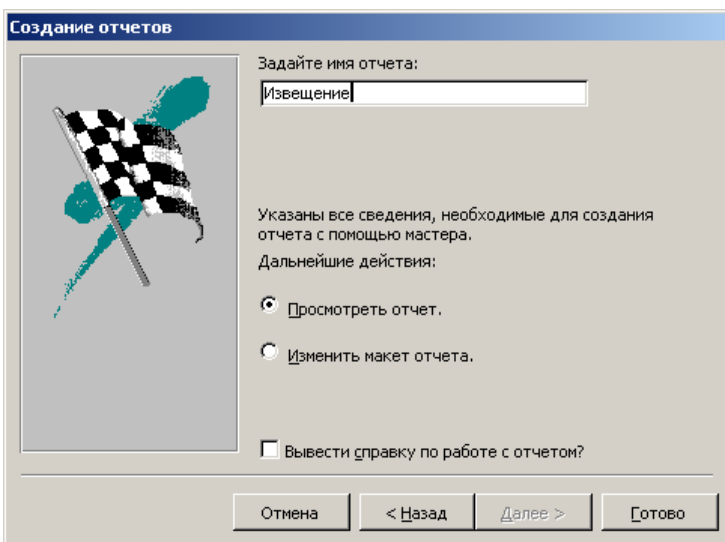 Создание отчетов
Задайте имя отчета:
Извещение
Указаны все сведения, необходимые для создания
отчета с помощью мастера.
Дальнейшие действия:
Просмотреть отчет.
Изменить макет отчета.
Вывести справку по работе с отчетом?
Отмена
< Назад
Далее >
Готово